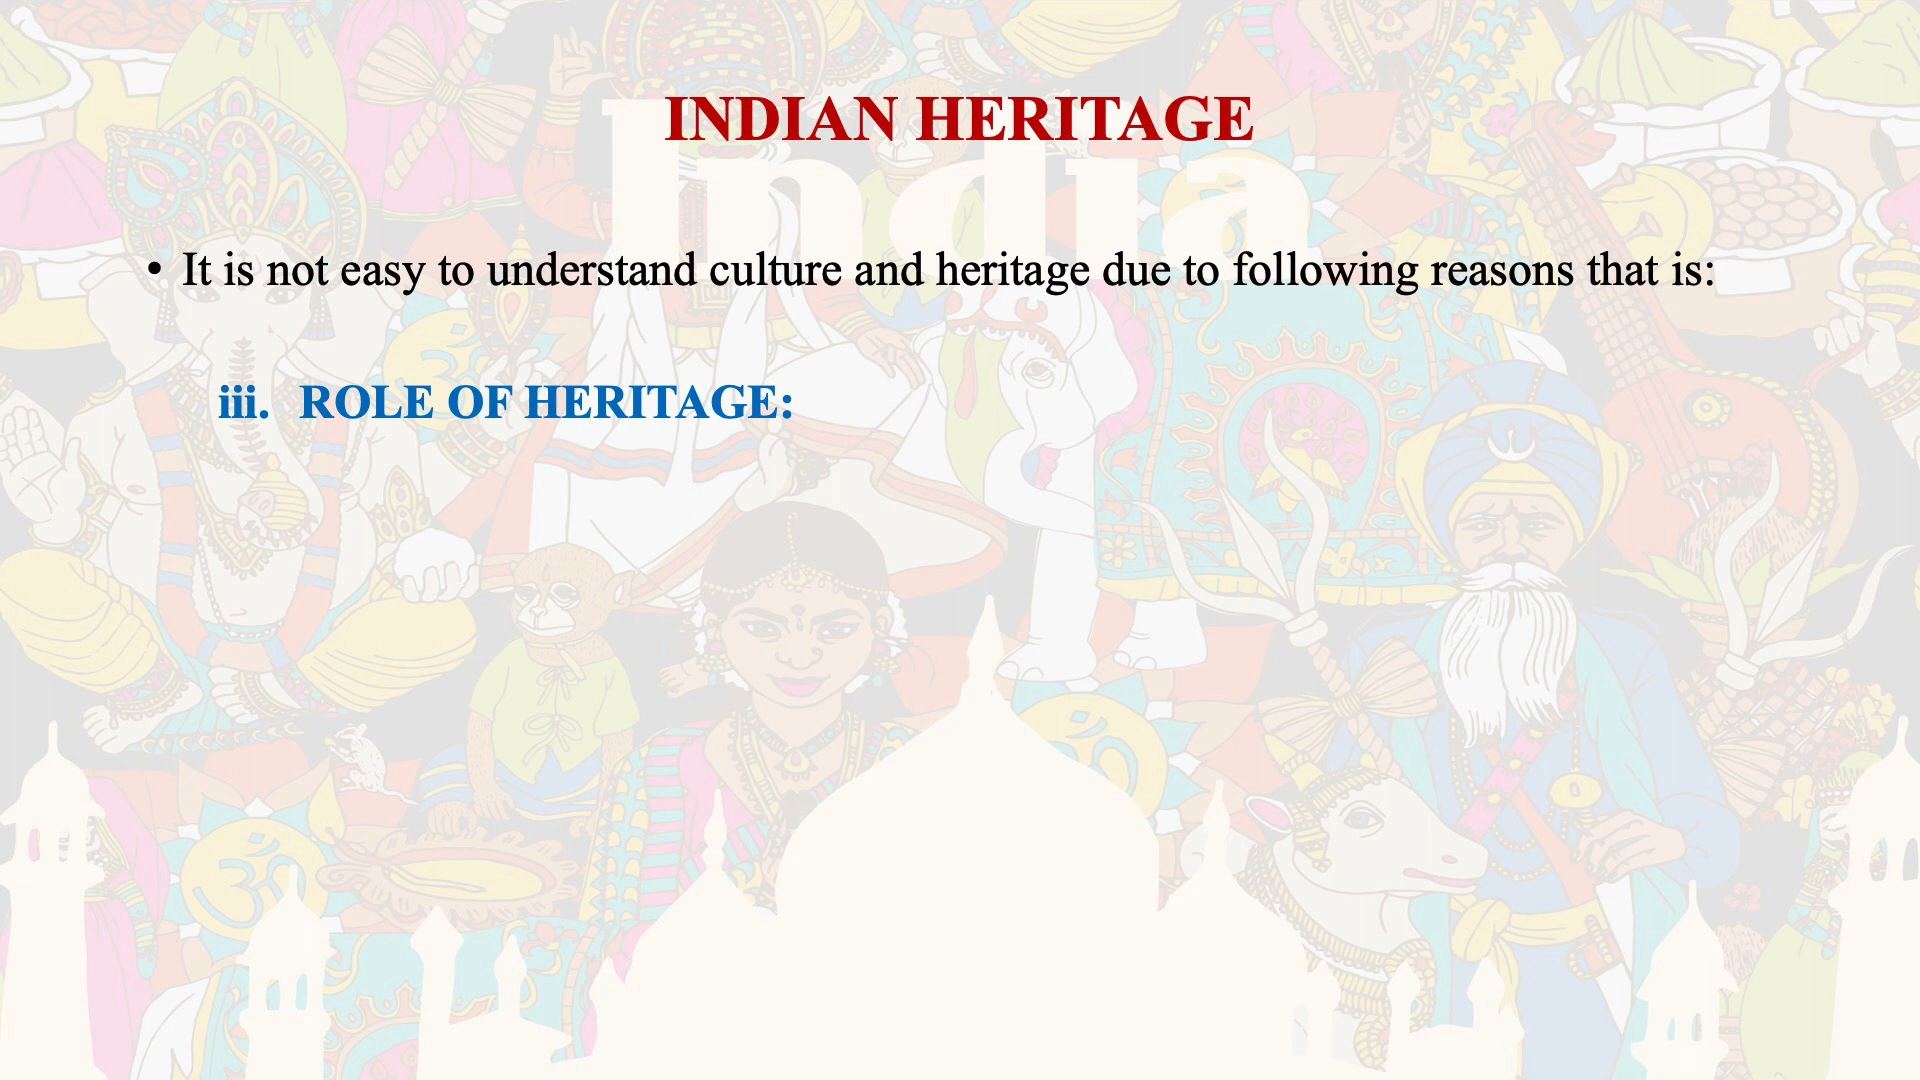 India
INDIAN HERITAGE
• It is not easy to understand culture and heritage due to following reasons that is:
iii. ROLE OF HERITAGE:
ॐ
ॐ
ॐ